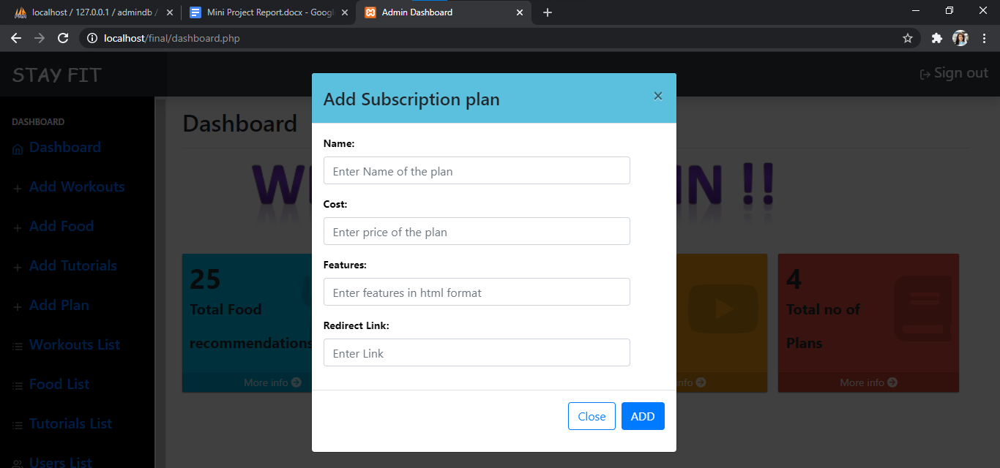 localhost / 127.0.0.1 / admindb /
Mini Project Report.docx - Googl
Admin Dashboard
localhost/final/dashboard.php
STAY FIT
Sign out
DASHBOARD
Dashboard
Add Workouts
Add Food
Add Tutorials
Add Plan
Workouts List
Food List
Tutorials List
Users List
Dashboard
W
IN !!
25
Total Food
recommendations
More info
nfo
4
Total no of
Plans
More info
Add Subscription plan
×
Name:
Enter Name of the plan
Cost:
Enter price of the plan
Features:
Enter features in html format
Redirect Link:
Enter Link
Close
ADD